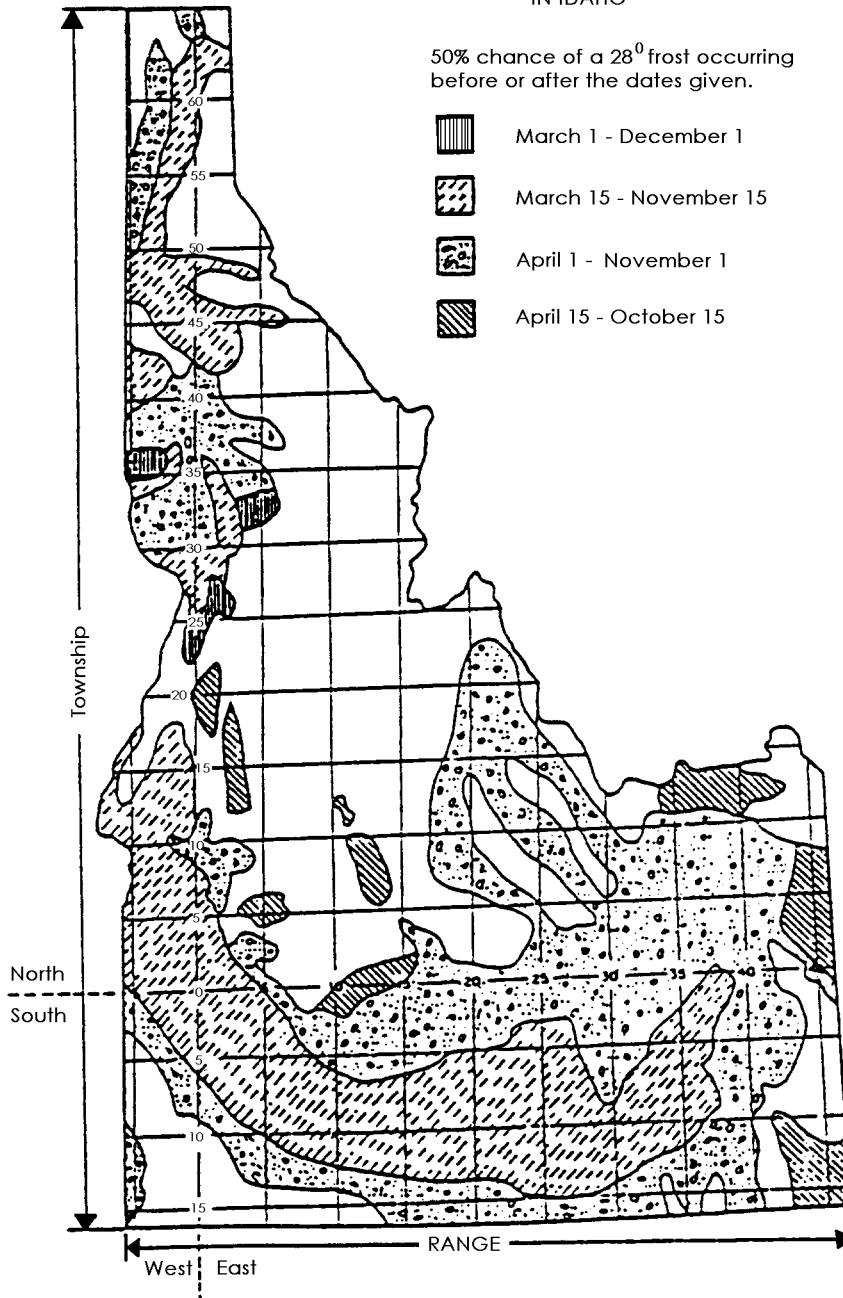 IN IDAHO
50% chance of a 28⁰ frost occurring
before or after the dates given.
March 1 - December 1
March 15 - November 15
April 1 - November 1
April 15 - October 15
60
55
50
45
40
35
30
25
20
15
10
5
0
20
25
30
35
40
5
10
15
Township
North
South
RANGE
West
East